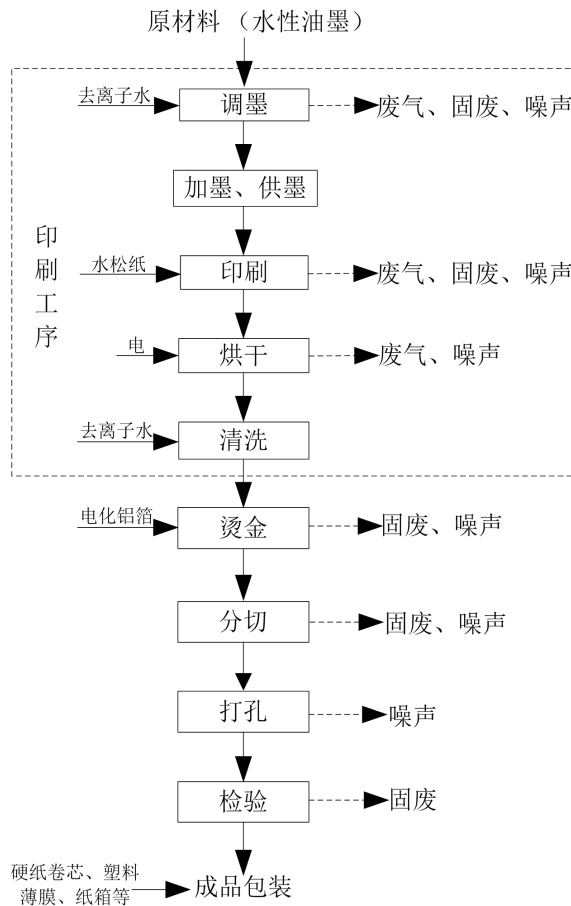 原材料 （水性油墨）
去离子水
调墨
废气、固废、噪声
加墨、供墨
印刷工序
水松纸
印刷
废气、固废、噪声
电
烘干
废气、噪声
去离子水
清洗
电化铝箔
烫金
固废、噪声
分切
固废、噪声
打孔
噪声
检验
固废
硬纸卷芯、塑料
薄膜、纸箱等
成品包装